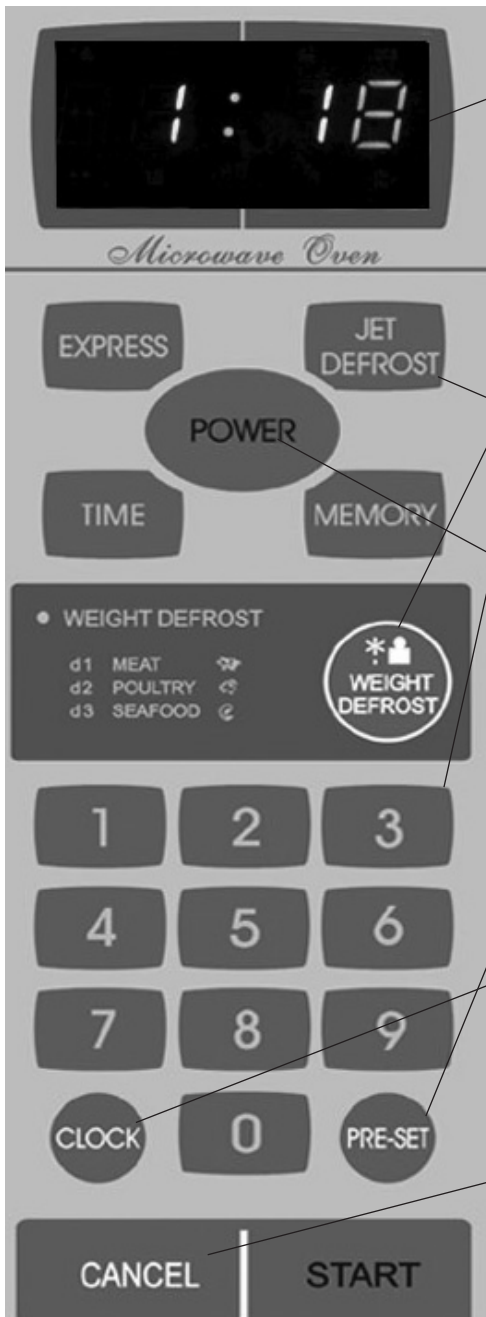 1:18
Microwave Oven
EXPRESS
JET
DEFROST
POWER
TIME
MEMORY
WEIGHT DEFROST
d1 MEAT
d2 POULTRY
d3 SEAFOOD
WEIGHT
DEFROST
1 2 3
4 5 6
7 8 9
CLOCK 0 PRE-SET
CANCEL START